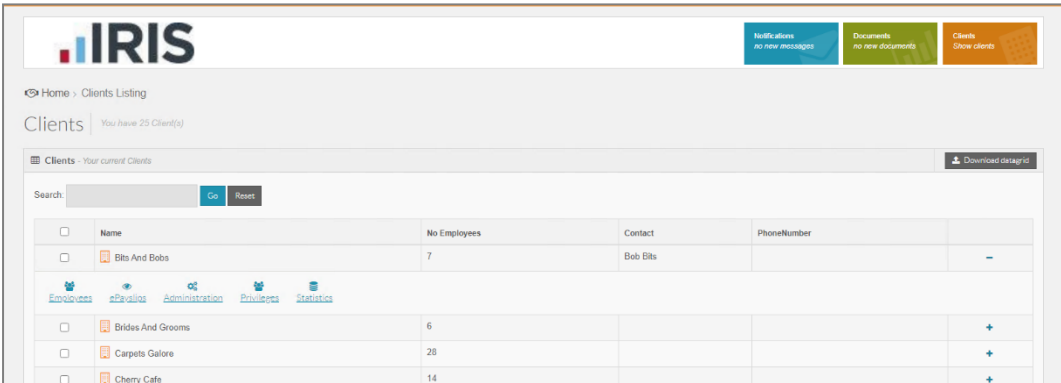 IRIS
Notifications
no new messages
Documents
no new documents
Clients
Show clients
Home > Clients Listing
Clients You have 25 Client(s)
Clients - Your current Clients
Download datagrid
Search: Go Reset
Name No Employees Contact PhoneNumber
Bits And Bobs 7 Bob Bits
Employees ePayslips Administration Privileges Statistics
Brides And Grooms 6
Carpets Galore 28
Cherry Cafe 14